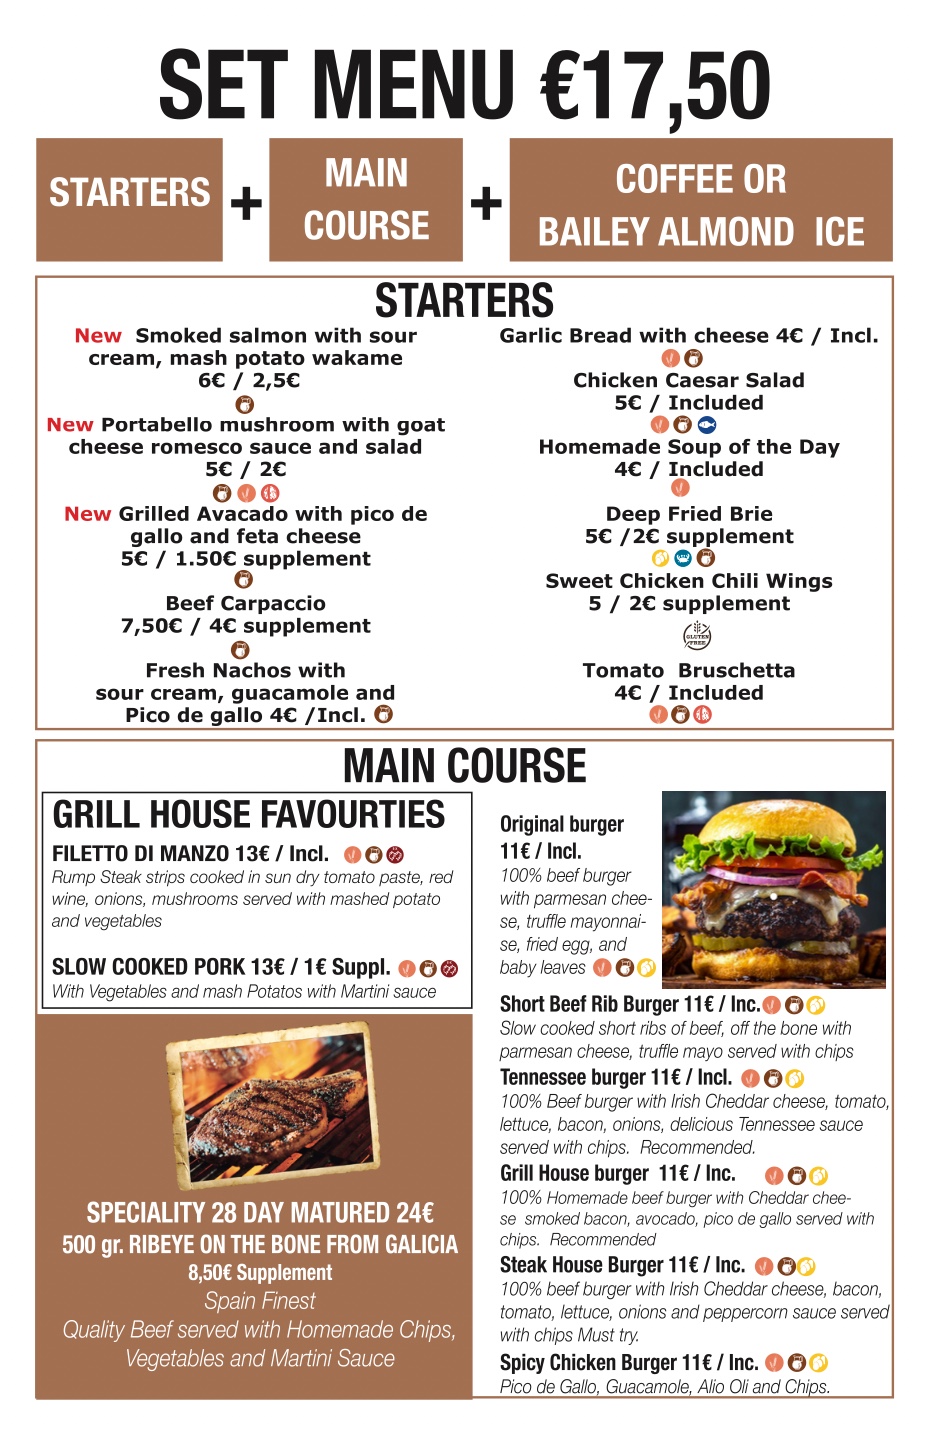 SET MENU €17,50
STARTERS
+
MAIN
COURSE
+
COFFEE OR
BAILEY ALMOND ICE
STARTERS
New Smoked salmon with sour
cream, mash potato wakame
6€ / 2,5€
New Portabello mushroom with goat
cheese romesco sauce and salad
5€ / 2€
New Grilled Avacado with pico de
gallo and feta cheese
5€ / 1.50€ supplement
Beef Carpaccio
7,50€ / 4€ supplement
Fresh Nachos with
sour cream, guacamole and
Pico de gallo 4€ /Incl.
Garlic Bread with cheese 4€ / Incl.
Chicken Caesar Salad
5€ / Included
Homemade Soup of the Day
4€ / Included
Deep Fried Brie
5€ /2€ supplement
Sweet Chicken Chili Wings
5 / 2€ supplement
GLUTEN
FREE
Tomato Bruschetta
4€ / Included
MAIN COURSE
GRILL HOUSE FAVOURTIES
FILETTO DI MANZO 13€ / Incl.
Rump Steak strips cooked in sun dry tomato paste, red
wine, onions, mushrooms served with mashed potato
and vegetables
SLOW COOKED PORK 13€ / 1€ Suppl.
With Vegetables and mash Potatos with Martini sauce
SPECIALITY 28 DAY MATURED 24€
500 gr. RIBEYE ON THE BONE FROM GALICIA
8,50€ Supplement
Spain Finest
Quality Beef served with Homemade Chips,
Vegetables and Martini Sauce
Original burger
11€ / Incl.
100% beef burger
with parmesan chee-
se, truffle mayonnai-
se, fried egg, and
baby leaves
Short Beef Rib Burger 11€ / Inc.
Slow cooked short ribs of beef, off the bone with
parmesan cheese, truffle mayo served with chips
Tennessee burger 11€ / Incl.
100% Beef burger with Irish Cheddar cheese, tomato,
lettuce, bacon, onions, delicious Tennessee sauce
served with chips. Recommended.
Grill House burger 11€ / Inc.
100% Homemade beef burger with Cheddar chee-
se smoked bacon, avocado, pico de gallo served with
chips. Recommended
Steak House Burger 11€ / Inc.
100% beef burger with Irish Cheddar cheese, bacon,
tomato, lettuce, onions and peppercorn sauce served
with chips Must try.
Spicy Chicken Burger 11€ / Inc.
Pico de Gallo, Guacamole, Alio Oli and Chips.